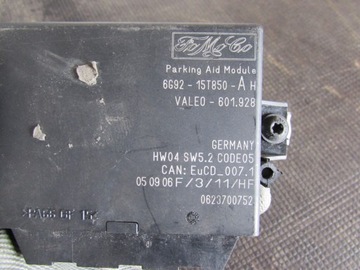 FoMoCo
Parking Aid Module
6G92 - 15T850 - A H
VALEO - 601.928
GERMANY
HW04 SW5.2 CODE05
CAN: EuCD_007.1
05 09 06 F/3/11/HF
0623700752